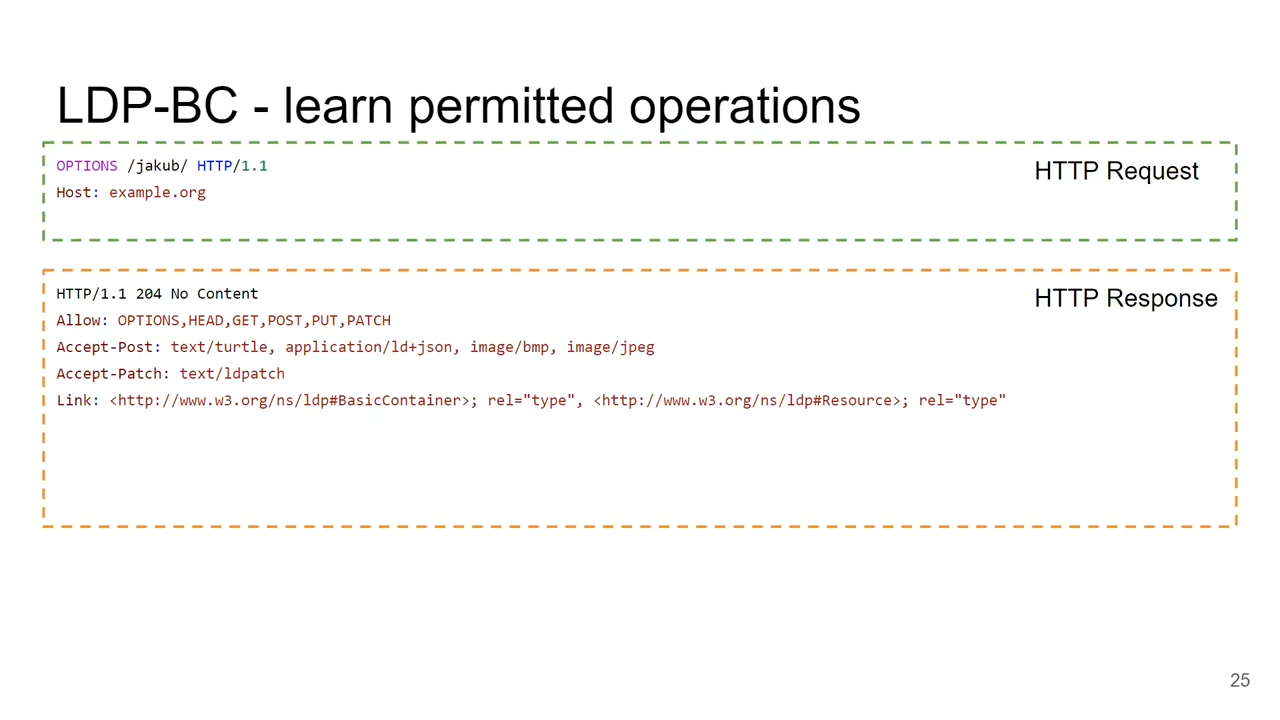 LDP-BC - learn permitted operations
OPTIONS /jakub/ HTTP/1.1
HTTP Request
Host: example.org
HTTP/1.1 204 No Content
HTTP Response
Allow: OPTIONS,HEAD,GET,POST,PUT,PATCH
Accept-Post: text/turtle, application/ld+json, image/bmp, image/jpeg
Accept-Patch: text/ldpatch
Link: <http://www.w3.org/ns/ldp#BasicContainer>; rel="type", <http://www.w3.org/ns/ldp#Resource>; rel="type"
25